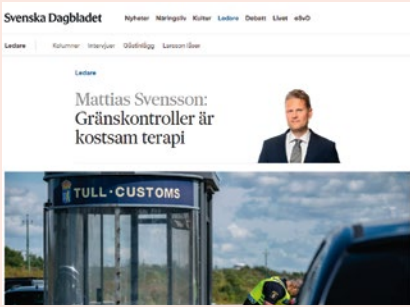 Svenska Dagbladet
Nyheter Näringsliv Kultur Ledare Debatt Livet eSvD
Ledare Kolumner Intervjuer Gästinlägg Larsson läser
Ledare
Mattias Svensson:
Gränskontroller är
kostsam terapi
TULL · CUSTOMS